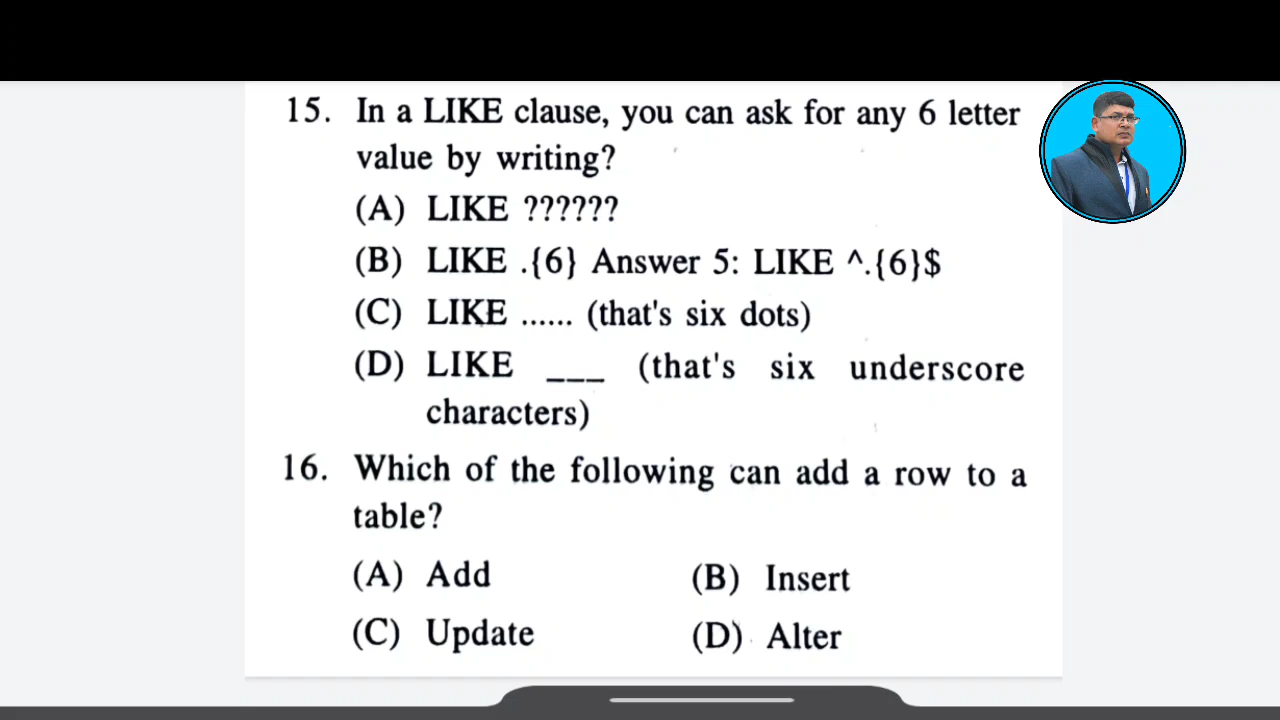 15. In a LIKE clause, you can ask for any 6 letter
value by writing?
(A) LIKE ??????
(B) LIKE .{6} Answer 5: LIKE ^.{6}$
(C) LIKE ...... (that's six dots)
(D) LIKE ___ (that's six underscore
characters)
16. Which of the following can add a row to a
table?
(A) Add (B) Insert
(C) Update (D) Alter